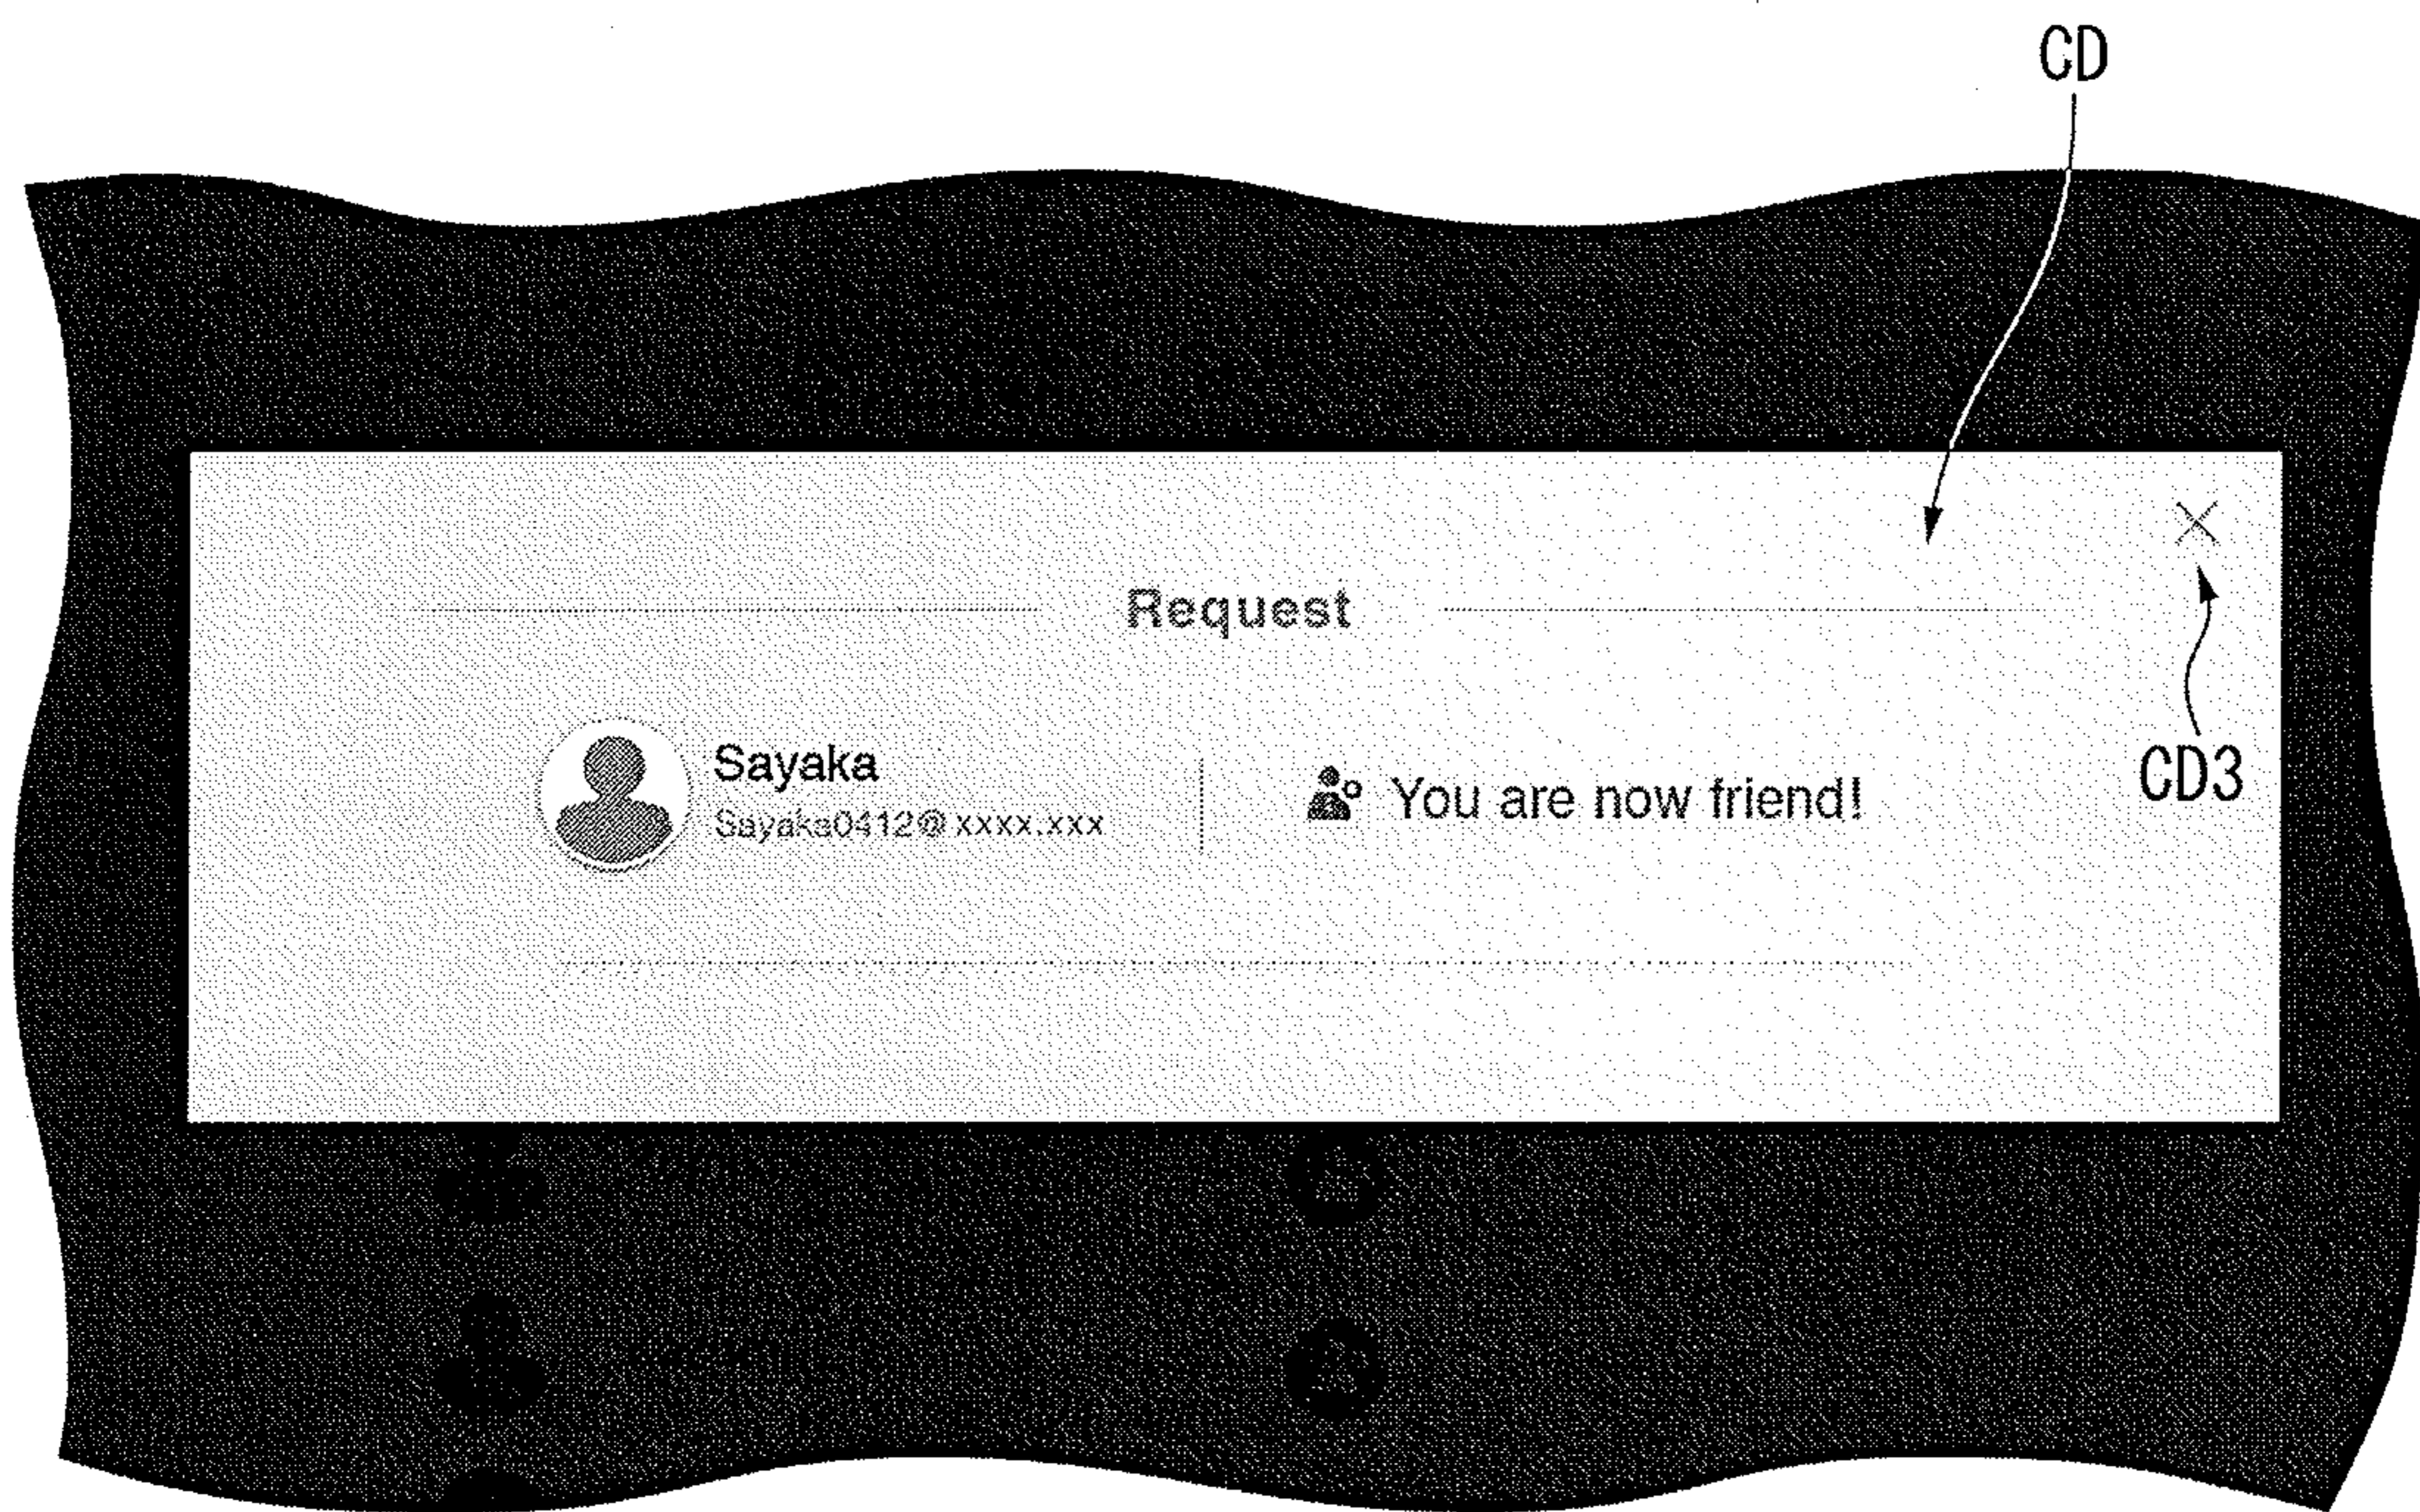 CD
Request
Sayaka
Sayaka0412@xxxx.xxx
You are now friend!
CD3